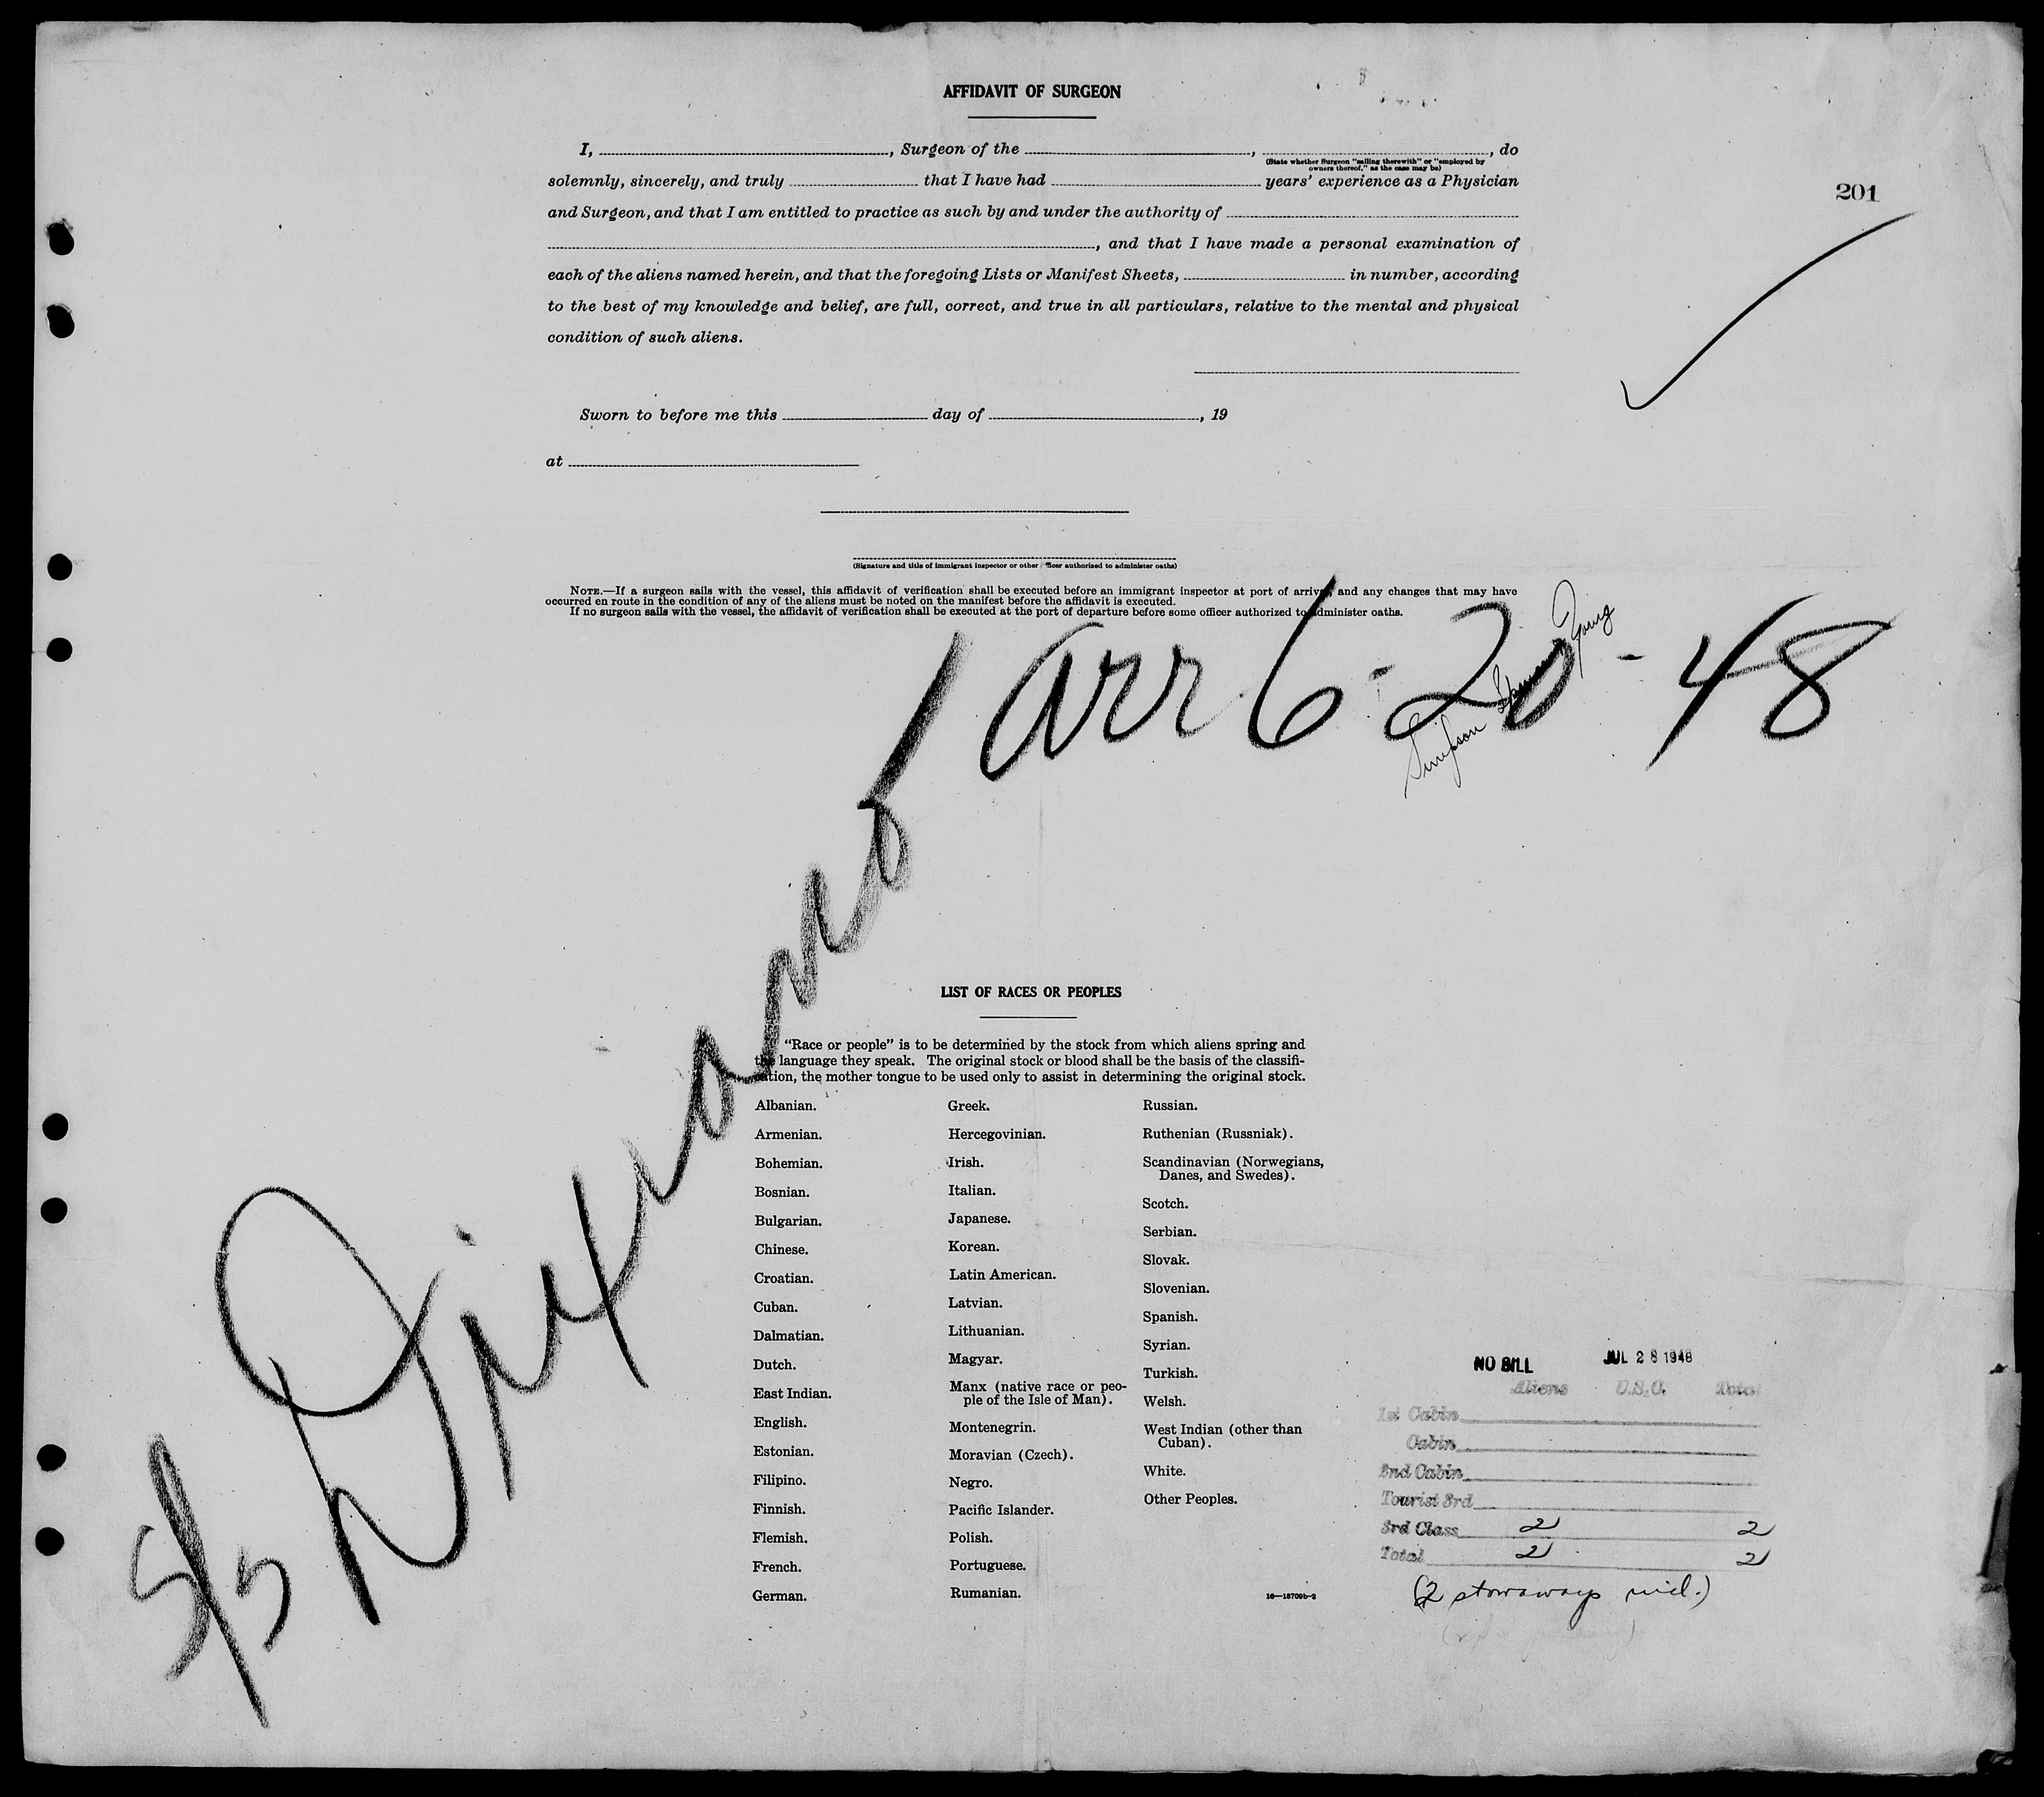 AFFIDAVIT OF SURGEON
I, , Surgeon of the , , do
(State whether Surgeon "sailing therewith" or "employed by
owners thereof," as the case may be)
solemnly, sincerely, and truly that I have had years' experience as a Physician
201
and Surgeon, and that I am entitled to practice as such by and under the authority of
, and that I have made a personal examination of
each of the aliens named herein, and that the foregoing Lists or Manifest Sheets, in number, according
to the best of my knowledge and belief, are full, correct, and true in all particulars, relative to the mental and physical
condition of such aliens.
Sworn to before me this day of , 19
at
(Signature and title of immigrant inspector or other officer authorized to administer oaths)
NOTE.—If a surgeon sails with the vessel, this affidavit of verification shall be executed before an immigrant inspector at port of arrival, and any changes that may have
occurred en route in the condition of any of the aliens must be noted on the manifest before the affidavit is executed.
If no surgeon sails with the vessel, the affidavit of verification shall be executed at the port of departure before some officer authorized to administer oaths.
arr 6-20-48
Simpson Young
S/S
LIST OF RACES OR PEOPLES
"Race or people" is to be determined by the stock from which aliens spring and
the language they speak. The original stock or blood shall be the basis of the classifi-
cation, the mother tongue to be used only to assist in determining the original stock.
Albanian.
Armenian.
Bohemian.
Bosnian.
Bulgarian.
Chinese.
Croatian.
Cuban.
Dalmatian.
Dutch.
East Indian.
English.
Estonian.
Filipino.
Finnish.
Flemish.
French.
German.
Greek.
Hercegovinian.
Irish.
Italian.
Japanese.
Korean.
Latin American.
Latvian.
Lithuanian.
Magyar.
Manx (native race or peo-
ple of the Isle of Man).
Montenegrin.
Moravian (Czech).
Negro.
Pacific Islander.
Polish.
Portuguese.
Rumanian.
Russian.
Ruthenian (Russniak).
Scandinavian (Norwegians,
Danes, and Swedes).
Scotch.
Serbian.
Slovak.
Slovenian.
Spanish.
Syrian.
Turkish.
Welsh.
West Indian (other than
Cuban).
White.
Other Peoples.
16—18709b-2
NO BILL JUL 28 1948
Aliens U.S.C. Total
1st Cabin
Cabin
2nd Cabin
Tourist 3rd
3rd Class 2 2
Total 2 2
(2 stowaways incl.)